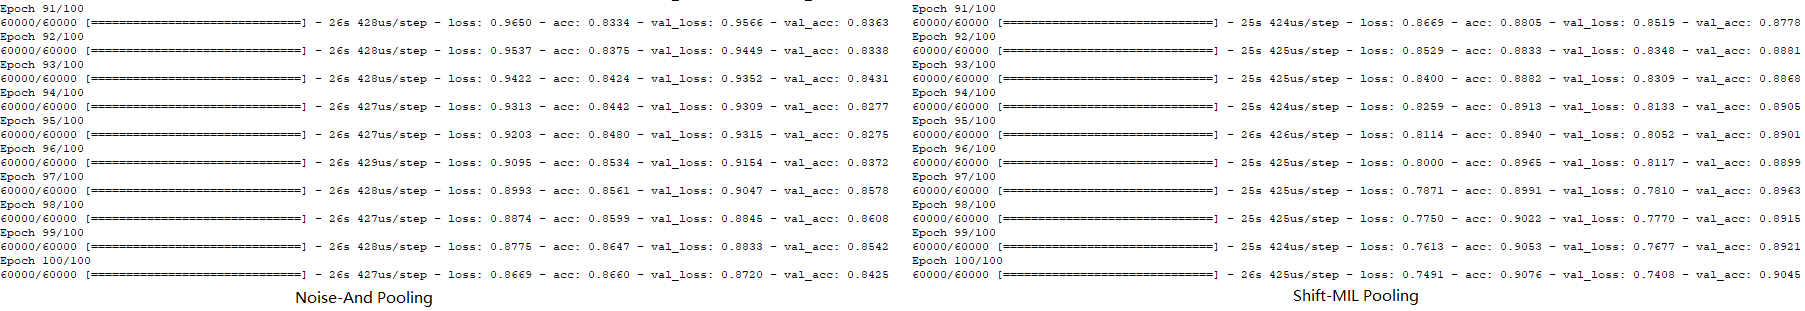 Epoch 91/100
60000/60000 [==============================] - 26s 428us/step - loss: 0.9650 - acc: 0.8334 - val_loss: 0.9566 - val_acc: 0.8363
Epoch 92/100
60000/60000 [==============================] - 26s 428us/step - loss: 0.9537 - acc: 0.8375 - val_loss: 0.9449 - val_acc: 0.8338
Epoch 93/100
60000/60000 [==============================] - 26s 428us/step - loss: 0.9422 - acc: 0.8424 - val_loss: 0.9352 - val_acc: 0.8431
Epoch 94/100
60000/60000 [==============================] - 26s 427us/step - loss: 0.9313 - acc: 0.8442 - val_loss: 0.9309 - val_acc: 0.8277
Epoch 95/100
60000/60000 [==============================] - 26s 427us/step - loss: 0.9203 - acc: 0.8480 - val_loss: 0.9315 - val_acc: 0.8275
Epoch 96/100
60000/60000 [==============================] - 26s 429us/step - loss: 0.9095 - acc: 0.8534 - val_loss: 0.9154 - val_acc: 0.8372
Epoch 97/100
60000/60000 [==============================] - 26s 428us/step - loss: 0.8993 - acc: 0.8561 - val_loss: 0.9047 - val_acc: 0.8578
Epoch 98/100
60000/60000 [==============================] - 26s 427us/step - loss: 0.8874 - acc: 0.8599 - val_loss: 0.8845 - val_acc: 0.8608
Epoch 99/100
60000/60000 [==============================] - 26s 428us/step - loss: 0.8775 - acc: 0.8647 - val_loss: 0.8833 - val_acc: 0.8542
Epoch 100/100
60000/60000 [==============================] - 26s 427us/step - loss: 0.8669 - acc: 0.8660 - val_loss: 0.8720 - val_acc: 0.8425
Noise-And Pooling
Epoch 91/100
60000/60000 [==============================] - 25s 424us/step - loss: 0.8669 - acc: 0.8805 - val_loss: 0.8519 - val_acc: 0.8778
Epoch 92/100
60000/60000 [==============================] - 25s 425us/step - loss: 0.8529 - acc: 0.8833 - val_loss: 0.8348 - val_acc: 0.8881
Epoch 93/100
60000/60000 [==============================] - 25s 425us/step - loss: 0.8400 - acc: 0.8882 - val_loss: 0.8309 - val_acc: 0.8868
Epoch 94/100
60000/60000 [==============================] - 25s 424us/step - loss: 0.8259 - acc: 0.8913 - val_loss: 0.8133 - val_acc: 0.8905
Epoch 95/100
60000/60000 [==============================] - 26s 426us/step - loss: 0.8114 - acc: 0.8940 - val_loss: 0.8052 - val_acc: 0.8901
Epoch 96/100
60000/60000 [==============================] - 25s 425us/step - loss: 0.8000 - acc: 0.8965 - val_loss: 0.8117 - val_acc: 0.8899
Epoch 97/100
60000/60000 [==============================] - 25s 425us/step - loss: 0.7871 - acc: 0.8991 - val_loss: 0.7810 - val_acc: 0.8963
Epoch 98/100
60000/60000 [==============================] - 25s 425us/step - loss: 0.7750 - acc: 0.9022 - val_loss: 0.7770 - val_acc: 0.8915
Epoch 99/100
60000/60000 [==============================] - 25s 424us/step - loss: 0.7613 - acc: 0.9053 - val_loss: 0.7677 - val_acc: 0.8921
Epoch 100/100
60000/60000 [==============================] - 26s 425us/step - loss: 0.7491 - acc: 0.9076 - val_loss: 0.7408 - val_acc: 0.9045
Shift-MIL Pooling